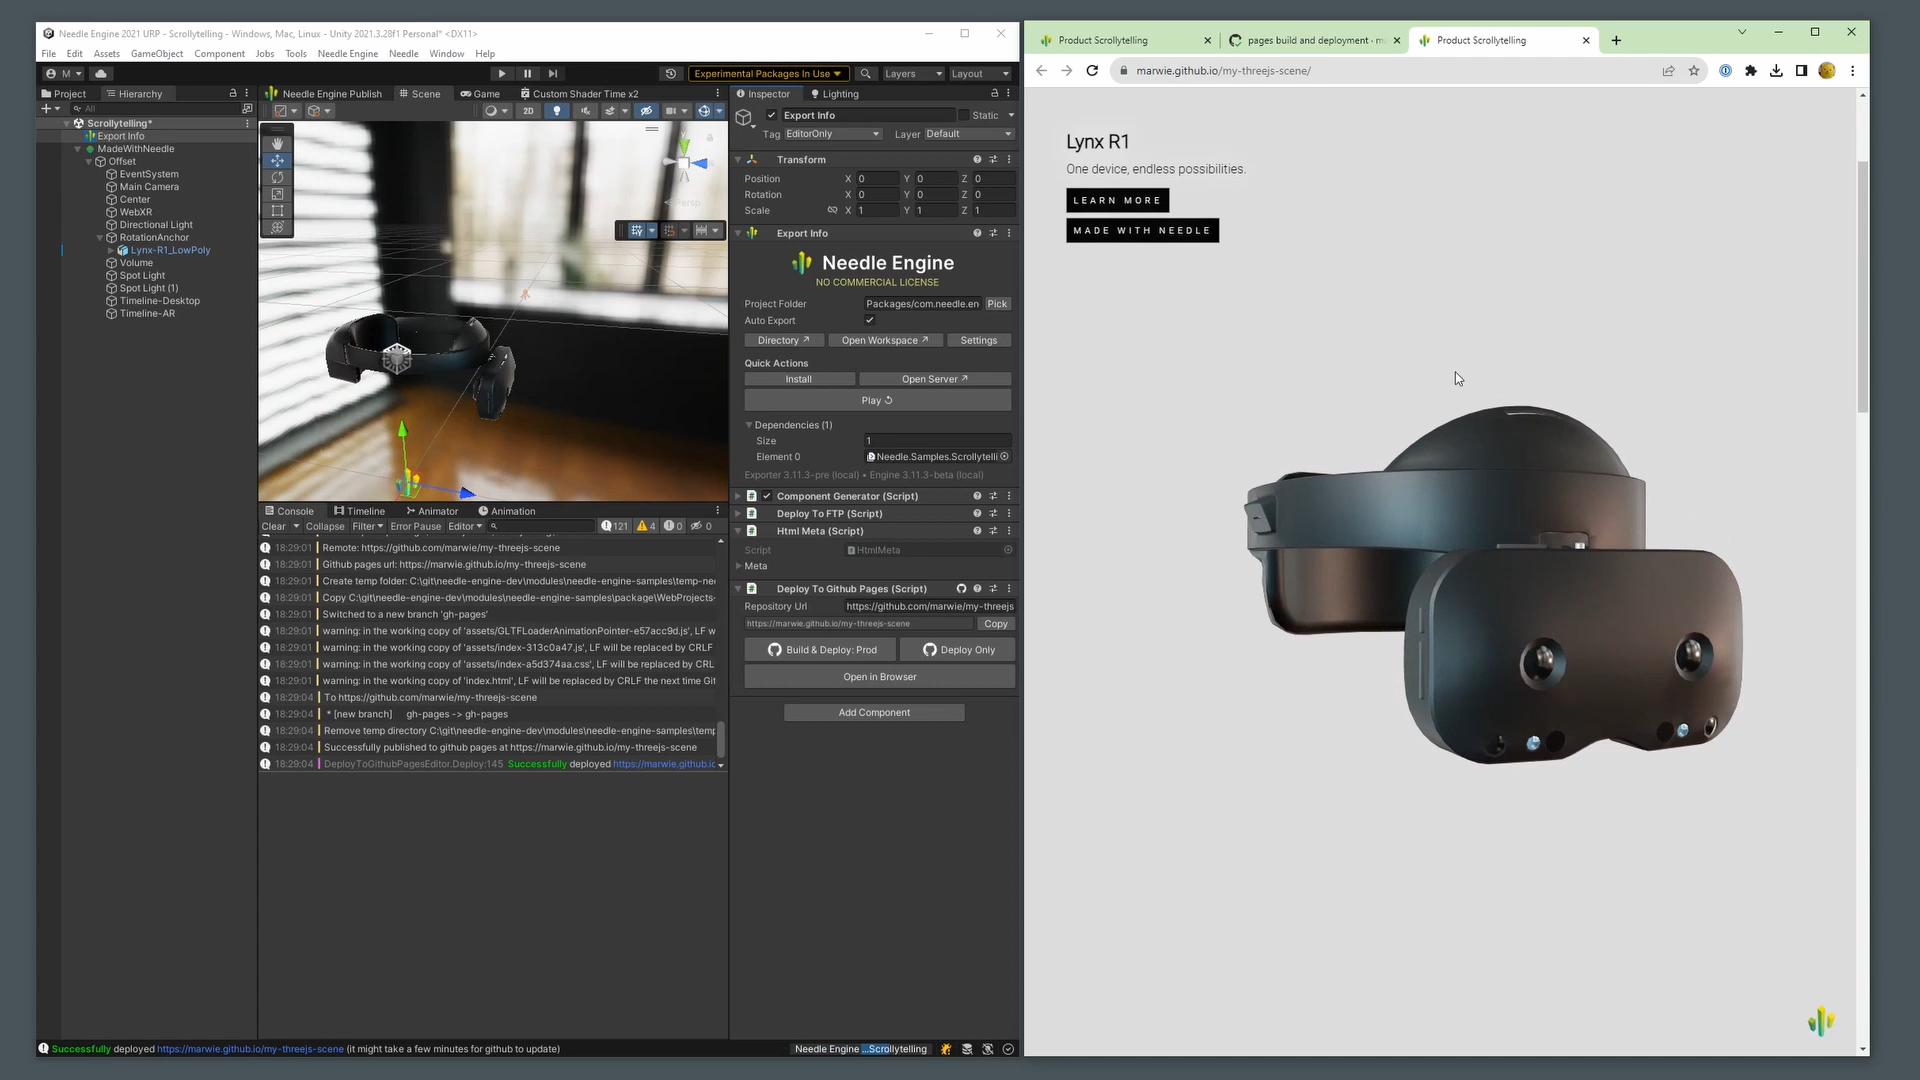 Needle Engine 2021 URP - Scrollytelling - Windows, Mac, Linux - Unity 2021.3.28f1 Personal* <DX11>
File Edit Assets GameObject Component Jobs Tools Needle Engine Needle Window Help
M
Experimental Packages In Use
Layers
Layout
Project
Hierarchy
All
Scrollytelling*
Export Info
MadeWithNeedle
Offset
EventSystem
Main Camera
Center
WebXR
Directional Light
RotationAnchor
Lynx-R1_LowPoly
Volume
Spot Light
Spot Light (1)
Timeline-Desktop
Timeline-AR
Needle Engine Publish
Scene
Game
Custom Shader Time x2
2D
Persp
Inspector
Lighting
Export Info
Static
Tag EditorOnly
Layer Default
Transform
Position X 0 Y 0 Z 0
Rotation X 0 Y 0 Z 0
Scale X 1 Y 1 Z 1
Export Info
Needle Engine
NO COMMERCIAL LICENSE
Project Folder Packages/com.needle.en Pick
Auto Export
Directory
Open Workspace
Settings
Quick Actions
Install
Open Server
Play
Dependencies (1)
Size 1
Element 0 Needle.Samples.Scrollytelli
Exporter 3.11.3-pre (local) • Engine 3.11.3-beta (local)
Component Generator (Script)
Deploy To FTP (Script)
Html Meta (Script)
Script HtmlMeta
Meta
Deploy To Github Pages (Script)
Repository Url https://github.com/marwie/my-threejs
https://marwie.github.io/my-threejs-scene Copy
Build & Deploy: Prod
Deploy Only
Open in Browser
Add Component
Console
Timeline
Animator
Animation
Clear Collapse Filter Error Pause Editor 121 4 0 0
18:29:01 Remote: https://github.com/marwie/my-threejs-scene
18:29:01 Github pages url: https://marwie.github.io/my-threejs-scene
18:29:01 Create temp folder: C:\git\needle-engine-dev\modules\needle-engine-samples\temp-nee
18:29:01 Copy C:\git\needle-engine-dev\modules\needle-engine-samples\package\WebProjects-
18:29:01 Switched to a new branch 'gh-pages'
18:29:01 warning: in the working copy of 'assets/GLTFLoaderAnimationPointer-e57acc9d.js', LF w
18:29:01 warning: in the working copy of 'assets/index-313c0a47.js', LF will be replaced by CRLF
18:29:01 warning: in the working copy of 'assets/index-a5d374aa.css', LF will be replaced by CRL
18:29:01 warning: in the working copy of 'index.html', LF will be replaced by CRLF the next time Git
18:29:04 To https://github.com/marwie/my-threejs-scene
18:29:04 * [new branch] gh-pages -> gh-pages
18:29:04 Remove temp directory C:\git\needle-engine-dev\modules\needle-engine-samples\temp
18:29:04 Successfully published to github pages at https://marwie.github.io/my-threejs-scene
18:29:04 DeployToGithubPagesEditor.Deploy:145 Successfully deployed https://marwie.github.io
Successfully deployed https://marwie.github.io/my-threejs-scene (it might take a few minutes for github to update)
Needle Engine ...Scrollytelling
Product Scrollytelling
pages build and deployment · m
Product Scrollytelling
marwie.github.io/my-threejs-scene/
Lynx R1
One device, endless possibilities.
LEARN MORE
MADE WITH NEEDLE